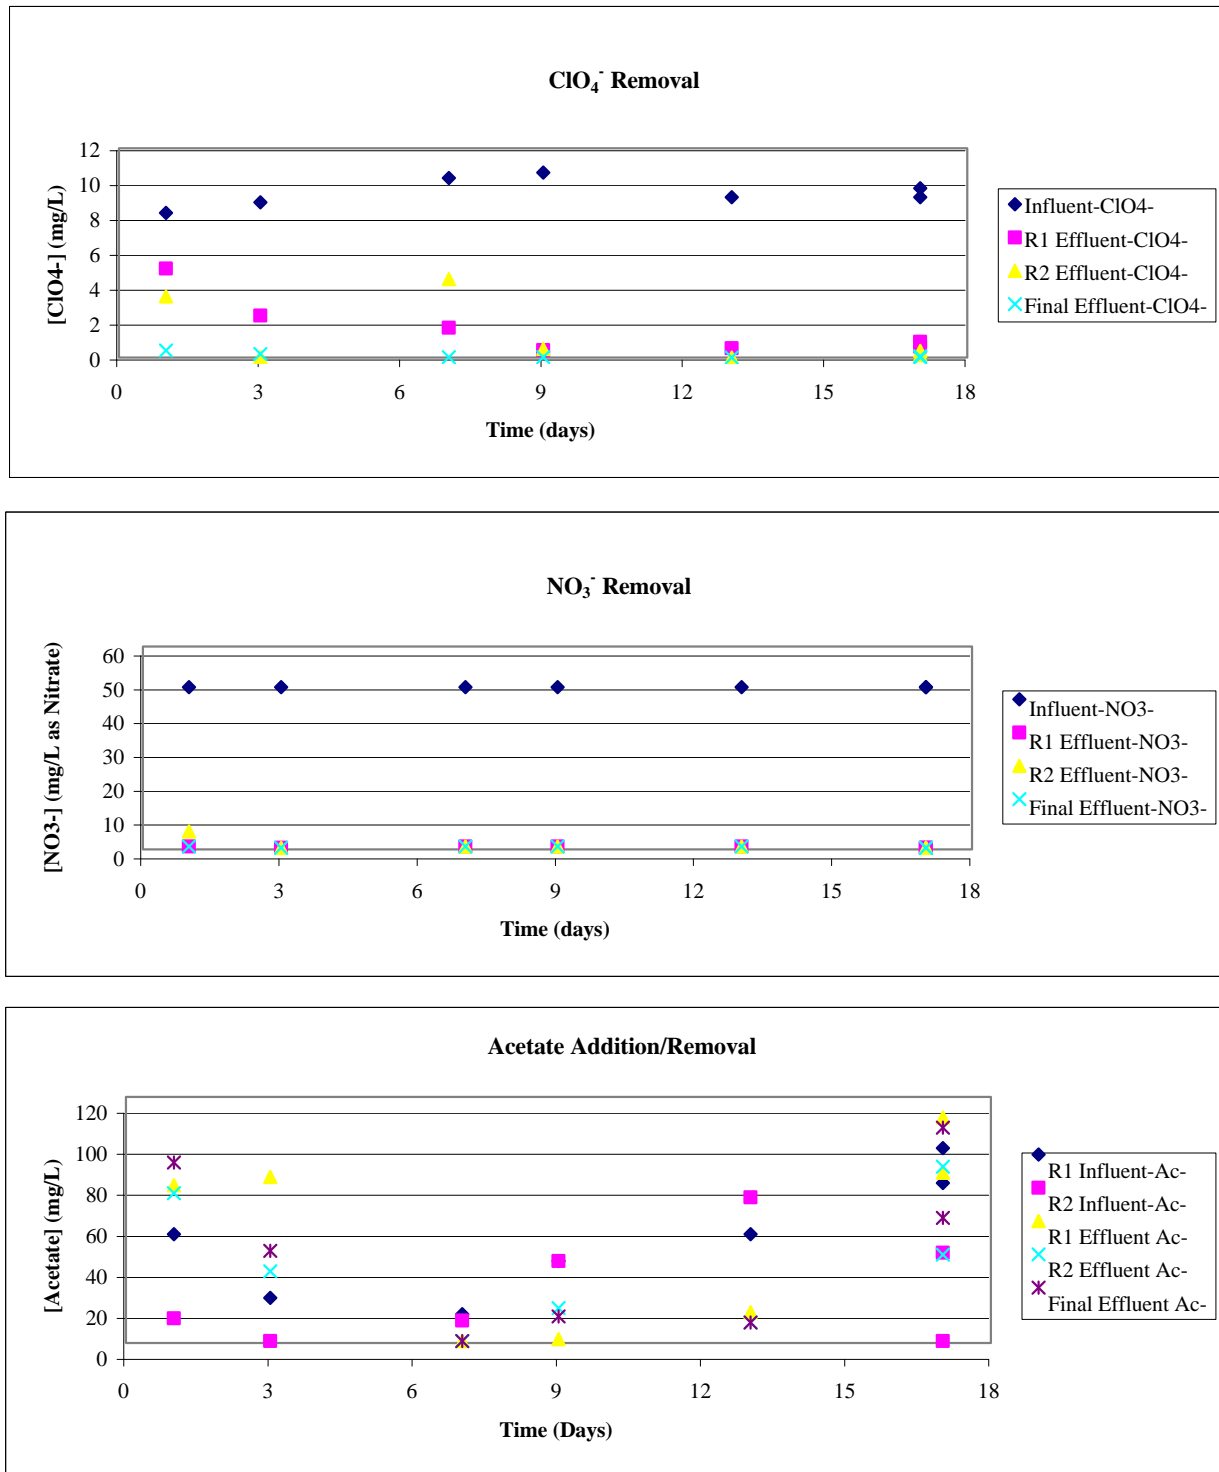 ClO₄⁻ Removal
12
10
8
6
4
2
0
0 3 6 9 12 15 18
[ClO4-] (mg/L)
Time (days)
Influent-ClO4-
R1 Effluent-ClO4-
R2 Effluent-ClO4-
Final Effluent-ClO4-
NO₃⁻ Removal
60
50
40
30
20
10
0
0 3 6 9 12 15 18
[NO3-] (mg/L as Nitrate)
Time (days)
Influent-NO3-
R1 Effluent-NO3-
R2 Effluent-NO3-
Final Effluent-NO3-
Acetate Addition/Removal
120
100
80
60
40
20
0
0 3 6 9 12 15 18
[Acetate] (mg/L)
Time (Days)
R1 Influent-Ac-
R2 Influent-Ac-
R1 Effluent Ac-
R2 Effluent Ac-
Final Effluent Ac-